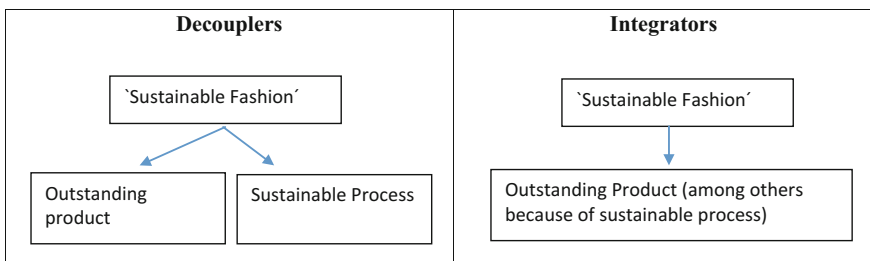 Decouplers
`Sustainable Fashion´
Outstanding
product
Sustainable Process
Integrators
`Sustainable Fashion´
Outstanding Product (among others
because of sustainable process)